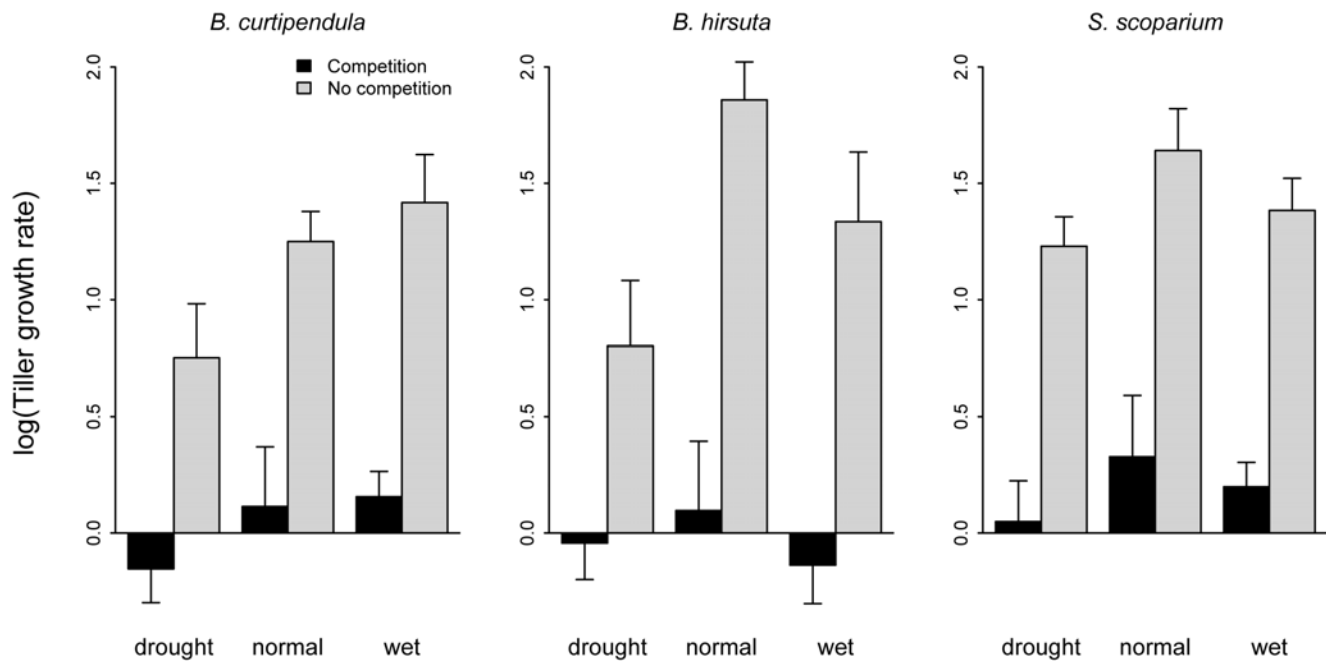 B. curtipendula
B. hirsuta
S. scoparium
Competition
No competition
log(Tiller growth rate)
2.0
1.5
1.0
0.5
0.0
2.0
1.5
1.0
0.5
0.0
2.0
1.5
1.0
0.5
0.0
drought normal wet
drought normal wet
drought normal wet